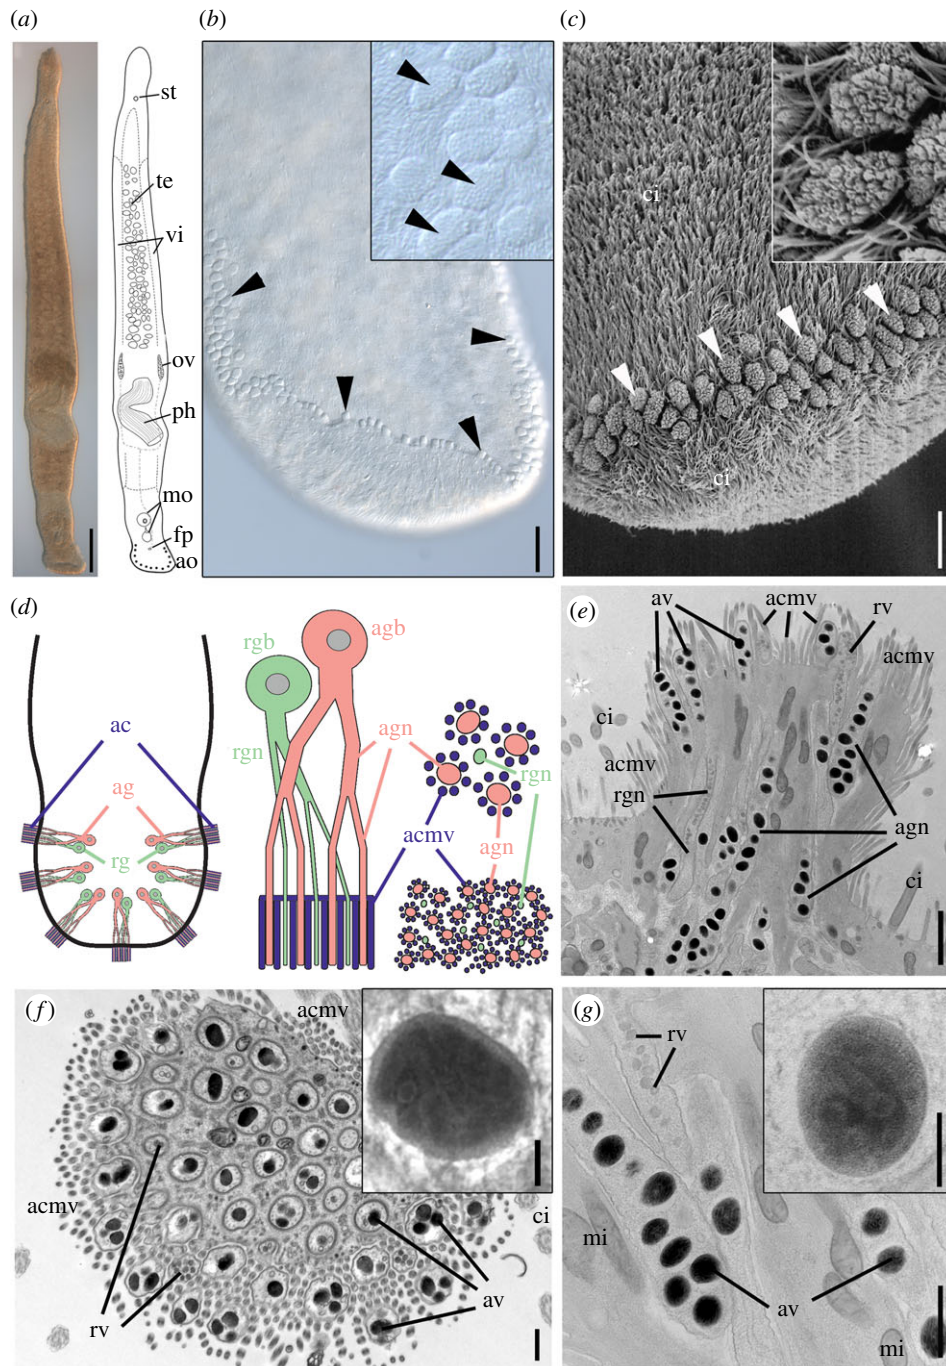 (a)
(b)
(c)
st
te
vi
ov
ph
mo
fp
ao
ci
ci
(d)
ac
ag
rg
rgb
agb
rgn
agn
rgn
acmv
agn
(e)
av
acmv
rv
acmv
ci
acmv
rgn
agn
ci
(f)
acmv
acmv
ci
rv
av
(g)
rv
mi
av
mi